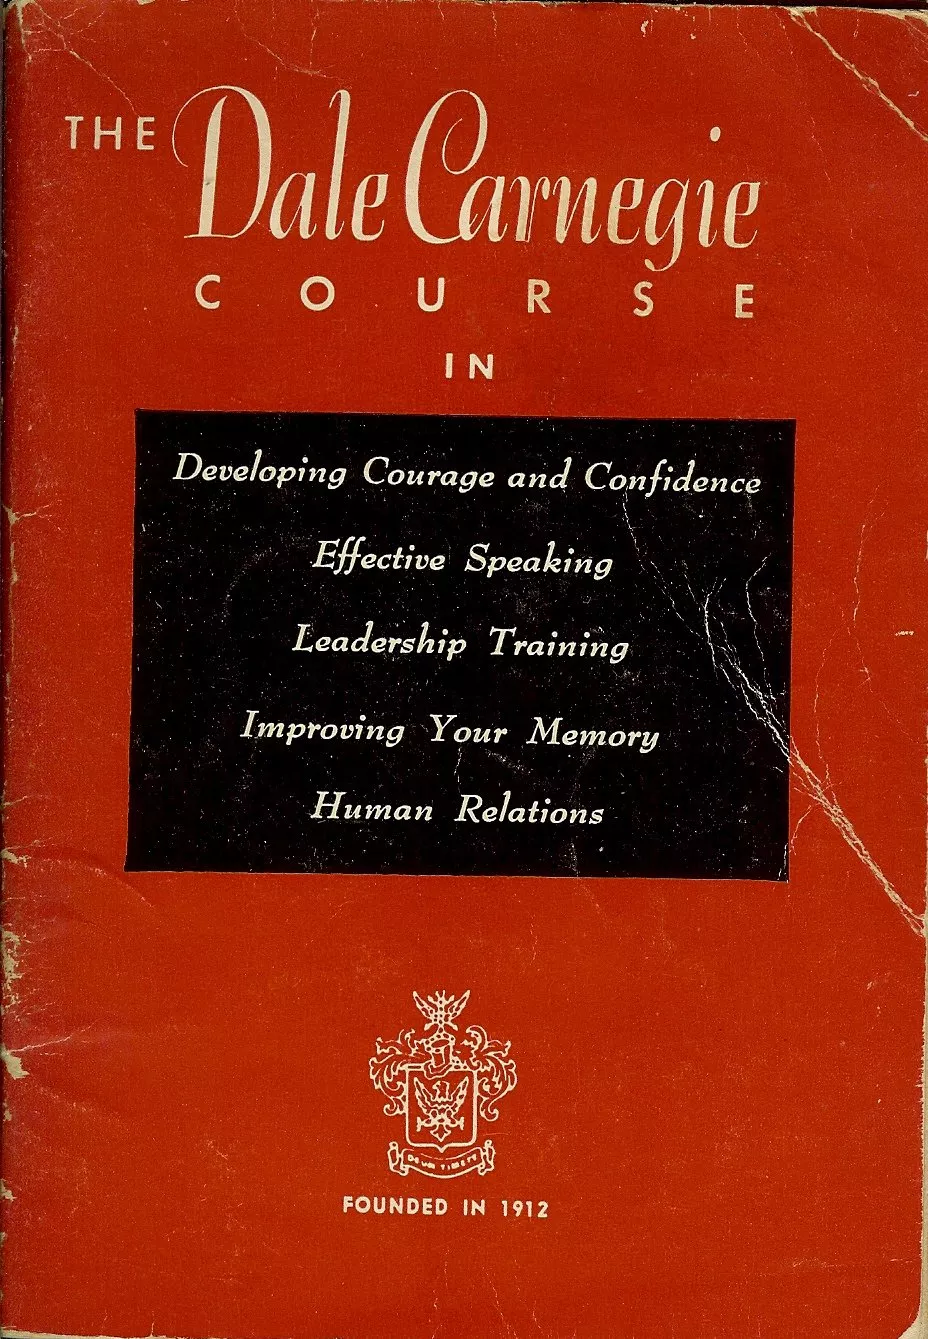 THE Dale Carnegie
COURSE
IN
Developing Courage and Confidence
Effective Speaking
Leadership Training
Improving Your Memory
Human Relations
FOUNDED IN 1912